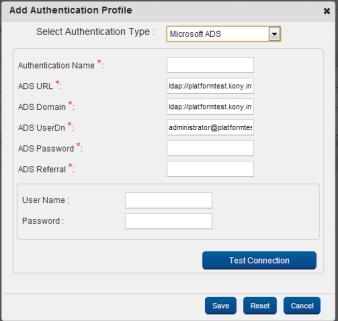 Add Authentication Profile
Select Authentication Type : Microsoft ADS
Authentication Name *:
ADS URL *: ldap://platformtest.kony.in
ADS Domain *: ldap://platformtest.kony.in
ADS UserDn *: administrator@platformtes
ADS Password *:
ADS Referral *:
User Name :
Password :
Test Connection
Save Reset Cancel